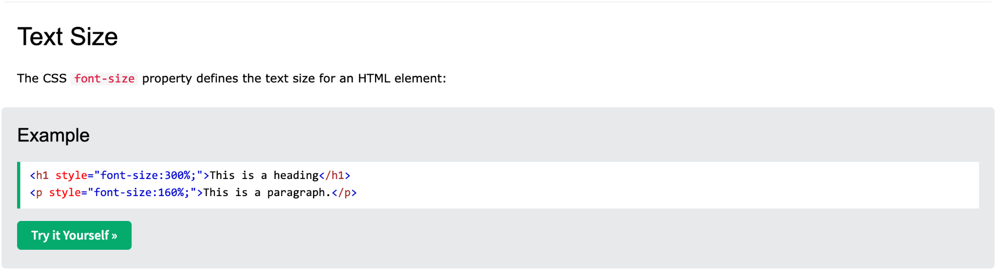 Text Size
The CSS font-size property defines the text size for an HTML element:
Example
<h1 style="font-size:300%;">This is a heading</h1>
<p style="font-size:160%;">This is a paragraph.</p>
Try it Yourself »